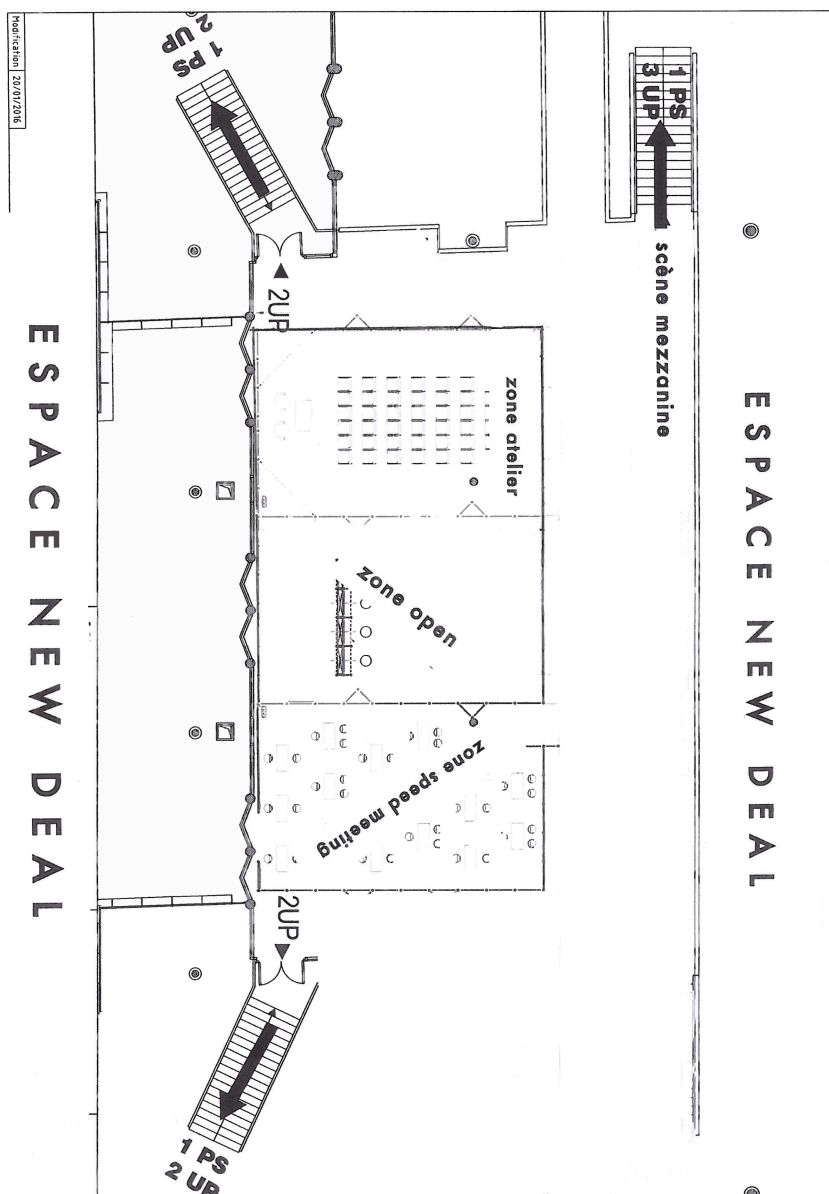 Modification 20/01/2016
1 PS
2 UP
1 PS
3 UP
scène mezzanine
2UP
zone atelier
zone open
zone speed meeting
2UP
1 PS
2 UP
ESPACE NEW DEAL
ESPACE NEW DEAL